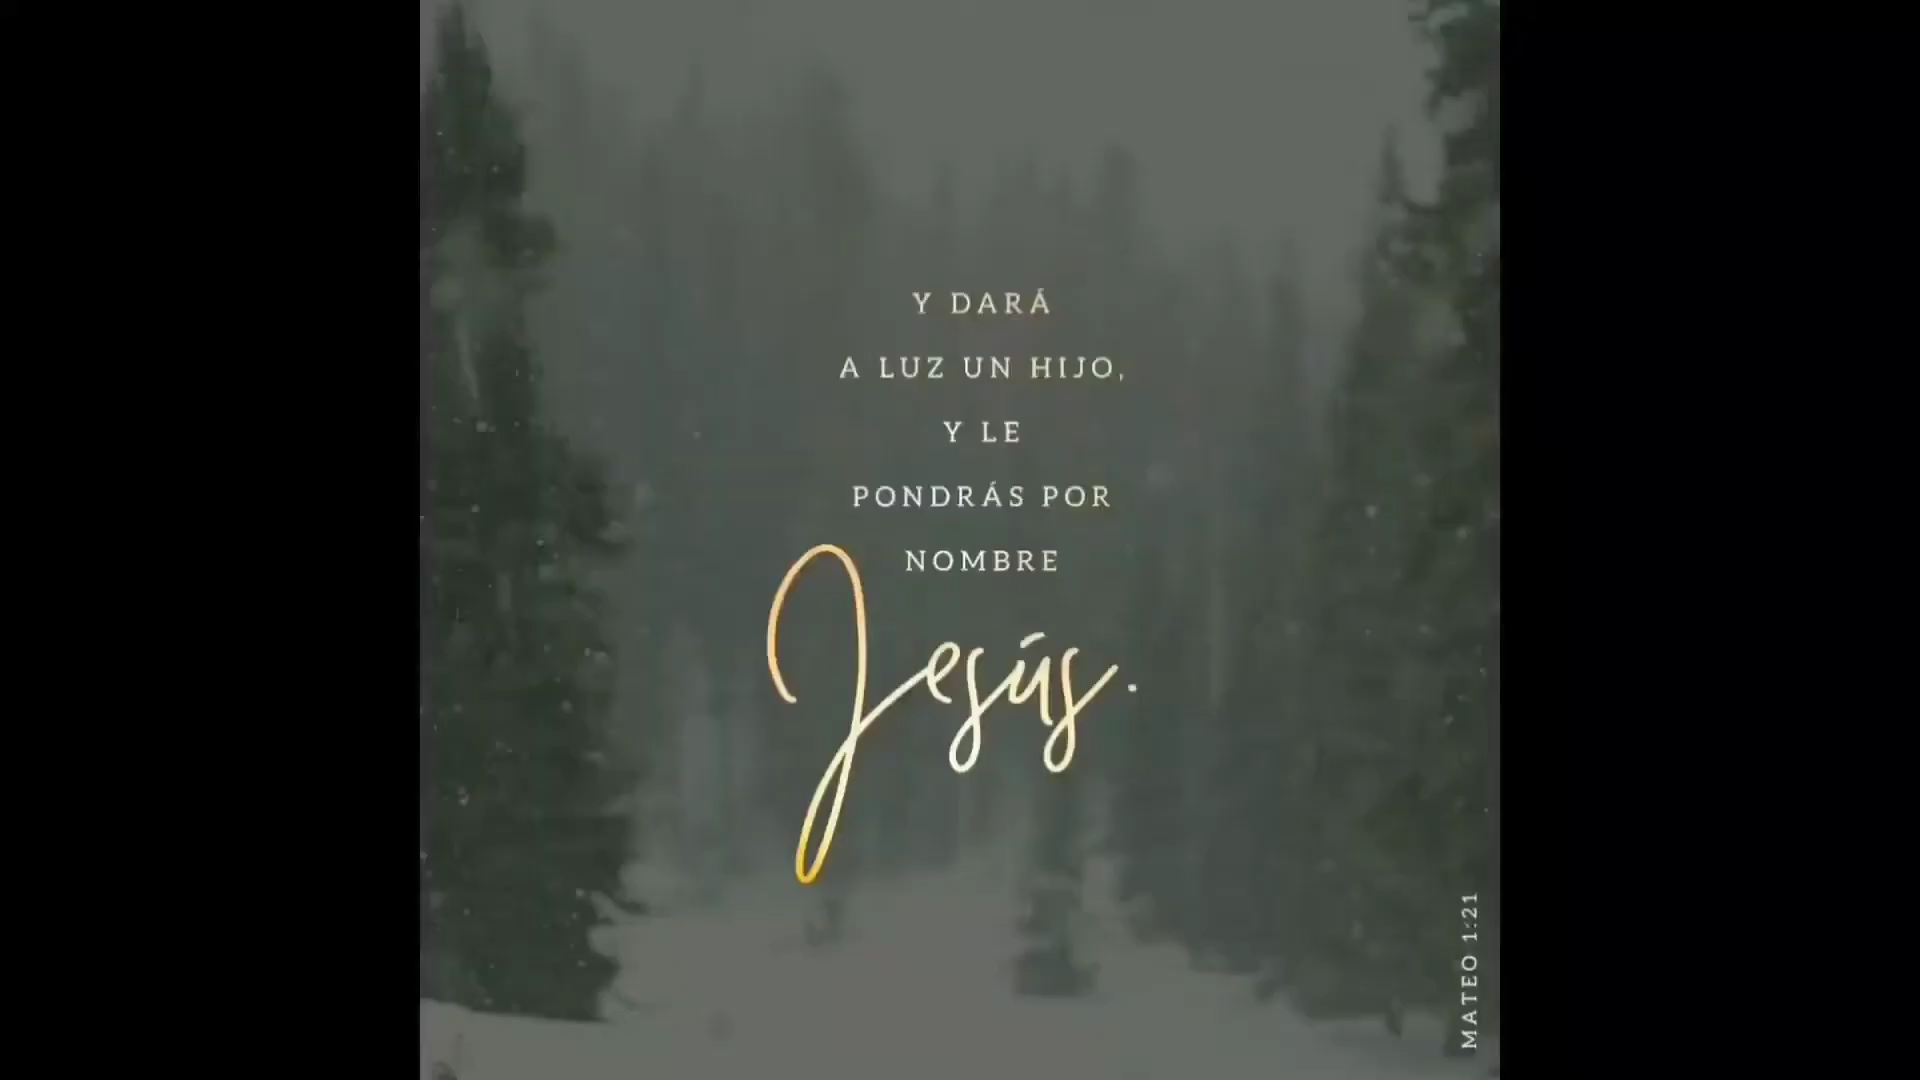 Y DARÁ
A LUZ UN HIJO,
Y LE
PONDRÁS POR
NOMBRE
Jesús.
MATEO 1:21